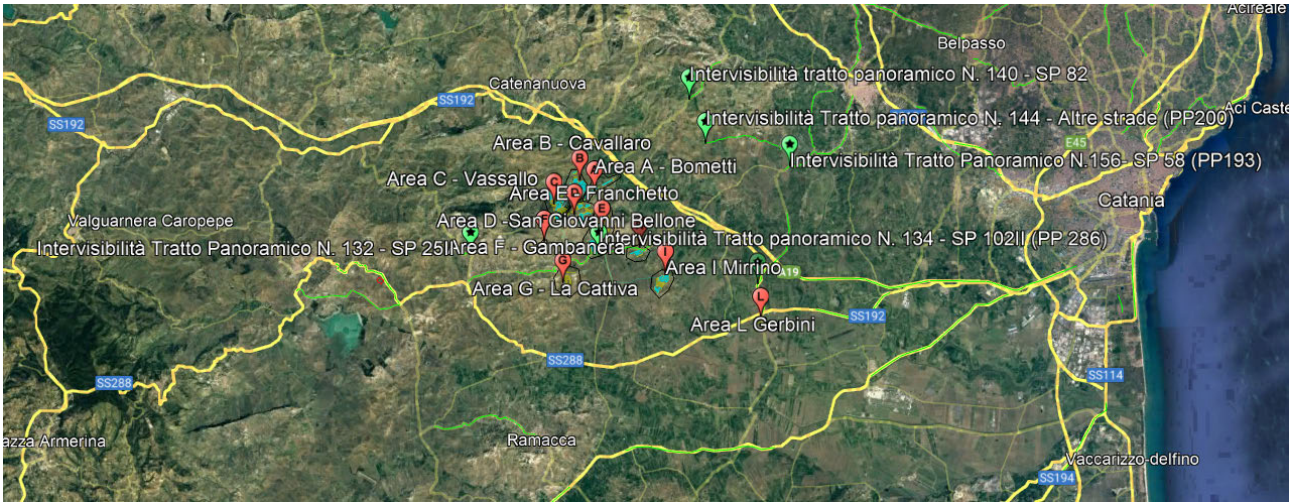 Acireale
Belpasso
Intervisibilità tratto panoramico N. 140 - SP 82
Catenanuova
SS192
SS192
Aci Caste
Intervisibilità Tratto panoramico N. 144 - Altre strade (PP200)
E45
Area B - Cavallaro
B
Intervisibilità Tratto Panoramico N.156- SP 58 (PP193)
Area A - Bometti
Area C - Vassallo
C
Area E - Franchetto
E
Catania
Valguarnera Caropepe
Area D -San Giovanni Bellone
Intervisibilità Tratto Panoramico N. 132 - SP 25II
Area F - Gambanera
Intervisibilità Tratto panoramico N. 134 - SP 102II (PP 286)
G
I
Area I Mirrino
A19
Area G - La Cattiva
L
Area L Gerbini
SS192
SS288
SS114
SS288
Ramacca
azza Armerina
Vaccarizzo-delfino
SS194